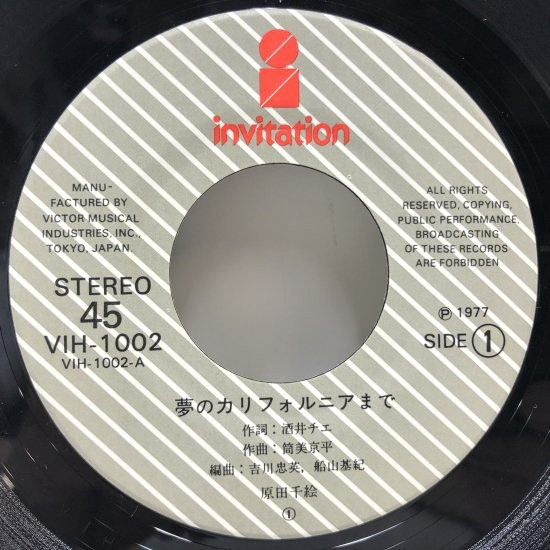 invitation
MANU-
FACTURED BY
VICTOR MUSICAL
INDUSTRIES, INC.,
TOKYO, JAPAN.
ALL RIGHTS
RESERVED, COPYING,
PUBLIC PERFORMANCE,
BROADCASTING
OF THESE RECORDS
ARE FORBIDDEN
STEREO
45
VIH-1002
VIH-1002-A
Ⓟ 1977
SIDE ①
夢のカリフォルニアまで
作詞：酒井チエ
作曲：筒美京平
編曲：吉川忠英, 船山基紀
原田千絵
①